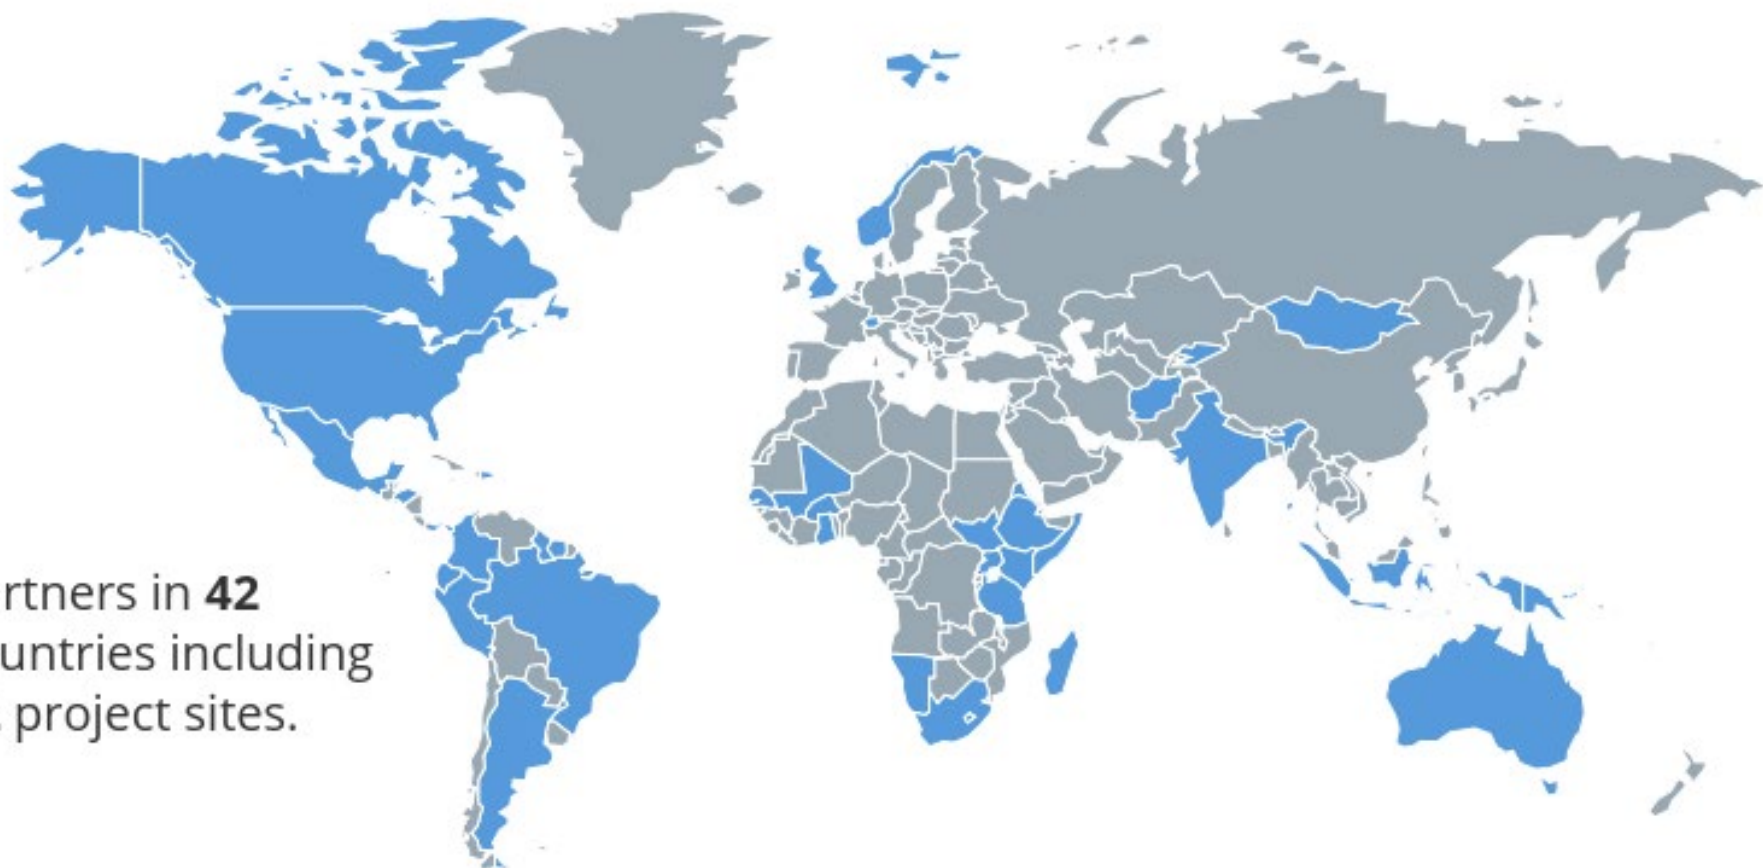 rtners in 42
untries including
project sites.